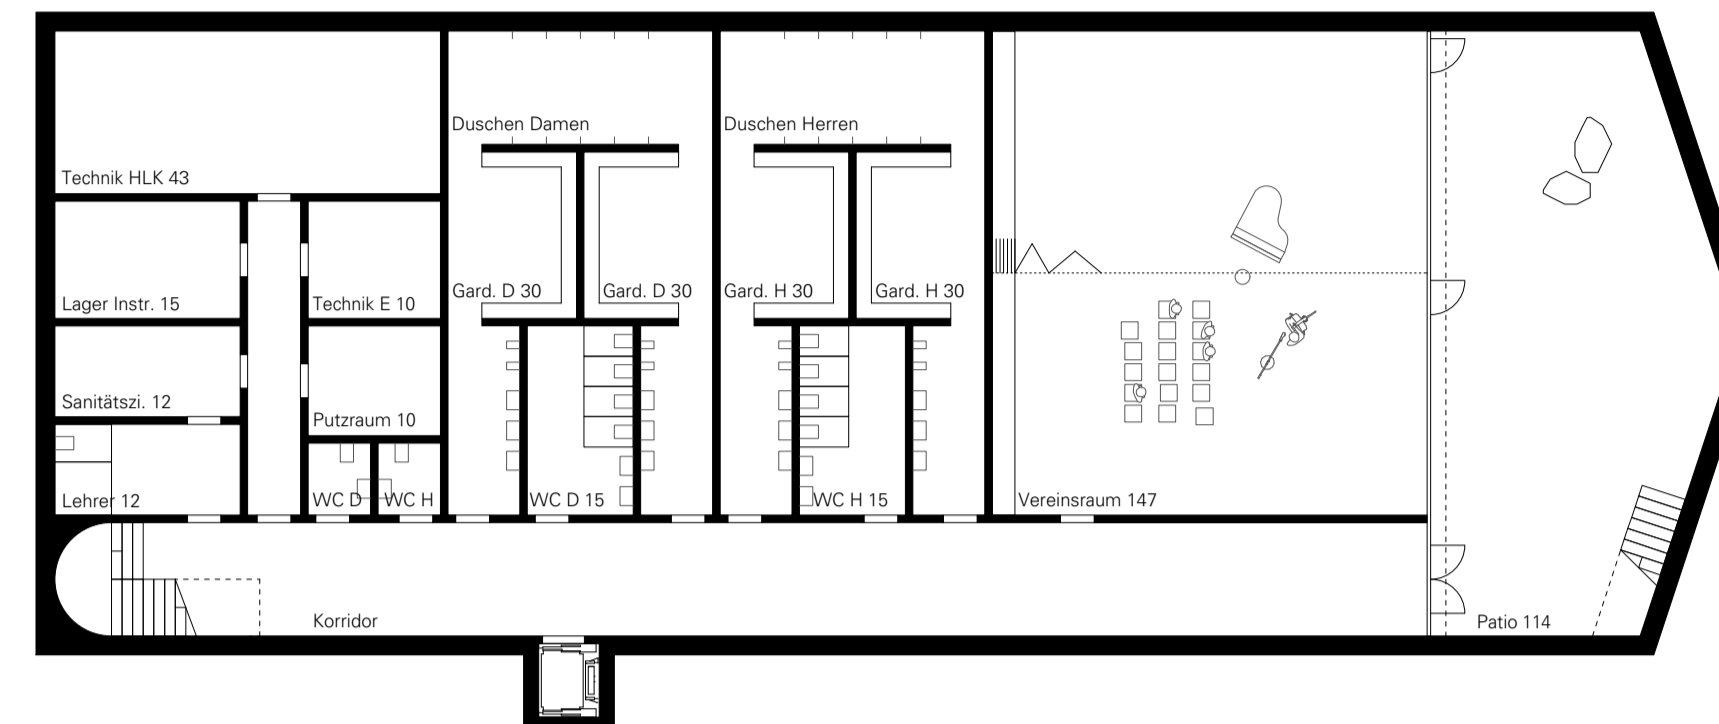 Duschen Damen
Duschen Herren
Technik HLK 43
Gard. D 30
Gard. D 30
Gard. H 30
Gard. H 30
Lager Instr. 15
Technik E 10
Sanitätszi. 12
Putzraum 10
Lehrer 12
WC D
WC H
WC D 15
WC H 15
Vereinsraum 147
Korridor
Patio 114